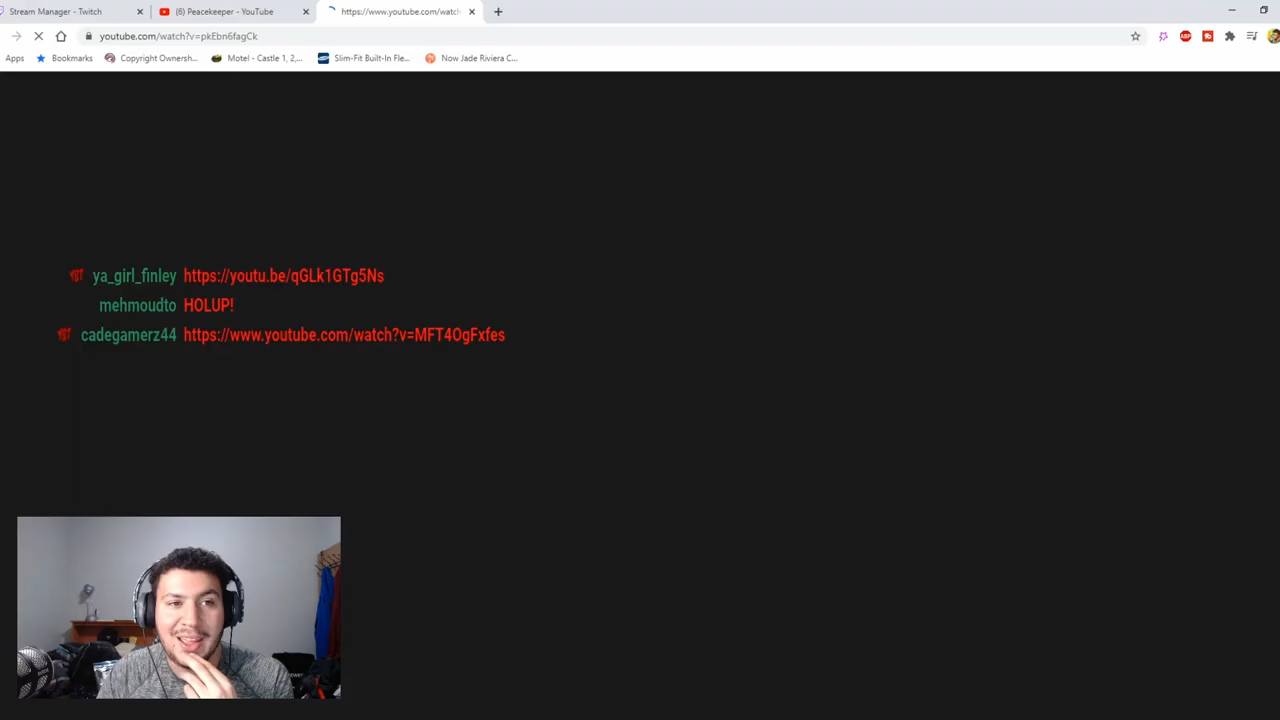 Stream Manager - Twitch
(6) Peacekeeper - YouTube
https://www.youtube.com/watch
youtube.com/watch?v=pkEbn6fagCk
ABP
Apps
Bookmarks
Copyright Ownersh...
Motel - Castle 1, 2,...
Slim-Fit Built-In Fle...
Now Jade Riviera C...
ya_girl_finley https://youtu.be/qGLk1GTg5Ns
mehmoudto HOLUP!
cadegamerz44 https://www.youtube.com/watch?v=MFT4OgFxfes